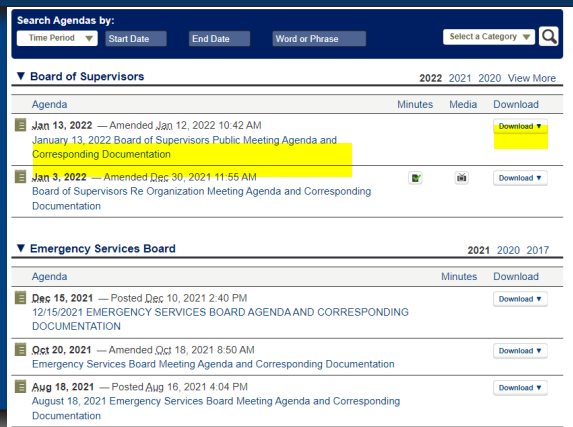 Search Agendas by:
Time Period ▼ Start Date End Date Word or Phrase Select a Category ▼
▼ Board of Supervisors 2022 2021 2020 View More
Agenda Minutes Media Download
Jan 13, 2022 — Amended Jan 12, 2022 10:42 AM Download ▼
January 13, 2022 Board of Supervisors Public Meeting Agenda and
Corresponding Documentation
Jan 3, 2022 — Amended Dec 30, 2021 11:55 AM Download ▼
Board of Supervisors Re Organization Meeting Agenda and Corresponding
Documentation
▼ Emergency Services Board 2021 2020 2017
Agenda Minutes Download
Dec 15, 2021 — Posted Dec 10, 2021 2:40 PM Download ▼
12/15/2021 EMERGENCY SERVICES BOARD AGENDA AND CORRESPONDING
DOCUMENTATION
Oct 20, 2021 — Amended Oct 18, 2021 8:50 AM Download ▼
Emergency Services Board Meeting Agenda and Corresponding Documentation
Aug 18, 2021 — Posted Aug 16, 2021 4:04 PM Download ▼
August 18, 2021 Emergency Services Board Meeting Agenda and Corresponding
Documentation